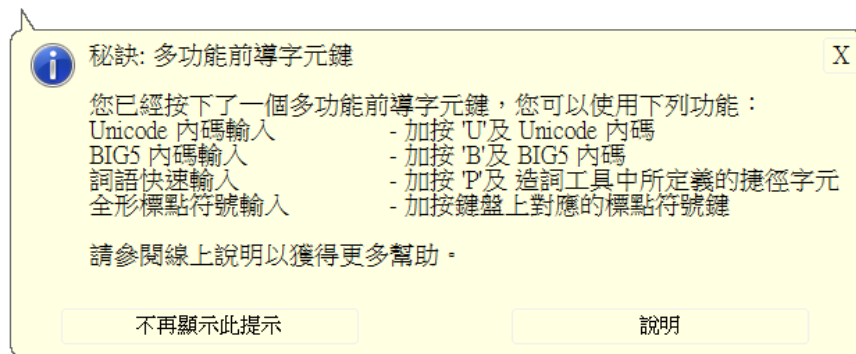 秘訣: 多功能前導字元鍵 X
您已經按下了一個多功能前導字元鍵，您可以使用下列功能：
Unicode 內碼輸入 - 加按 'U'及 Unicode 內碼
BIG5 內碼輸入 - 加按 'B'及 BIG5 內碼
詞語快速輸入 - 加按 'P'及 造詞工具中所定義的捷徑字元
全形標點符號輸入 - 加按鍵盤上對應的標點符號鍵
請參閱線上說明以獲得更多幫助。
不再顯示此提示 說明